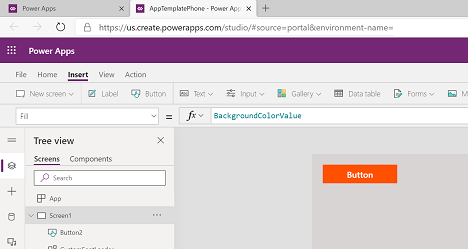 Power Apps
AppTemplatePhone - Power App
https://us.create.powerapps.com/studio/#source=portal&environment-name=
Power Apps
File Home Insert View Action
New screen Label Button Text Input Gallery Data table Forms
Fill = fx BackgroundColorValue
Tree view
Screens Components
Search
App
Screen1 ...
Button
Button2